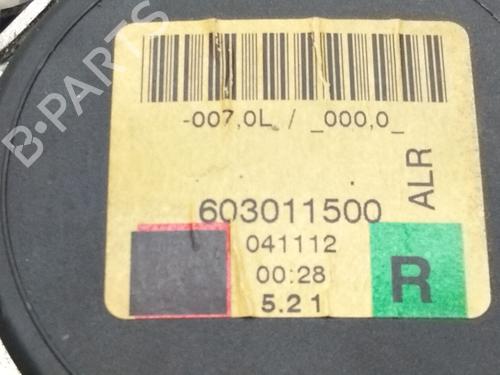 B-PARTS
-007,0L / _000,0_
603011500
ALR
041112
00:28
5.21
R